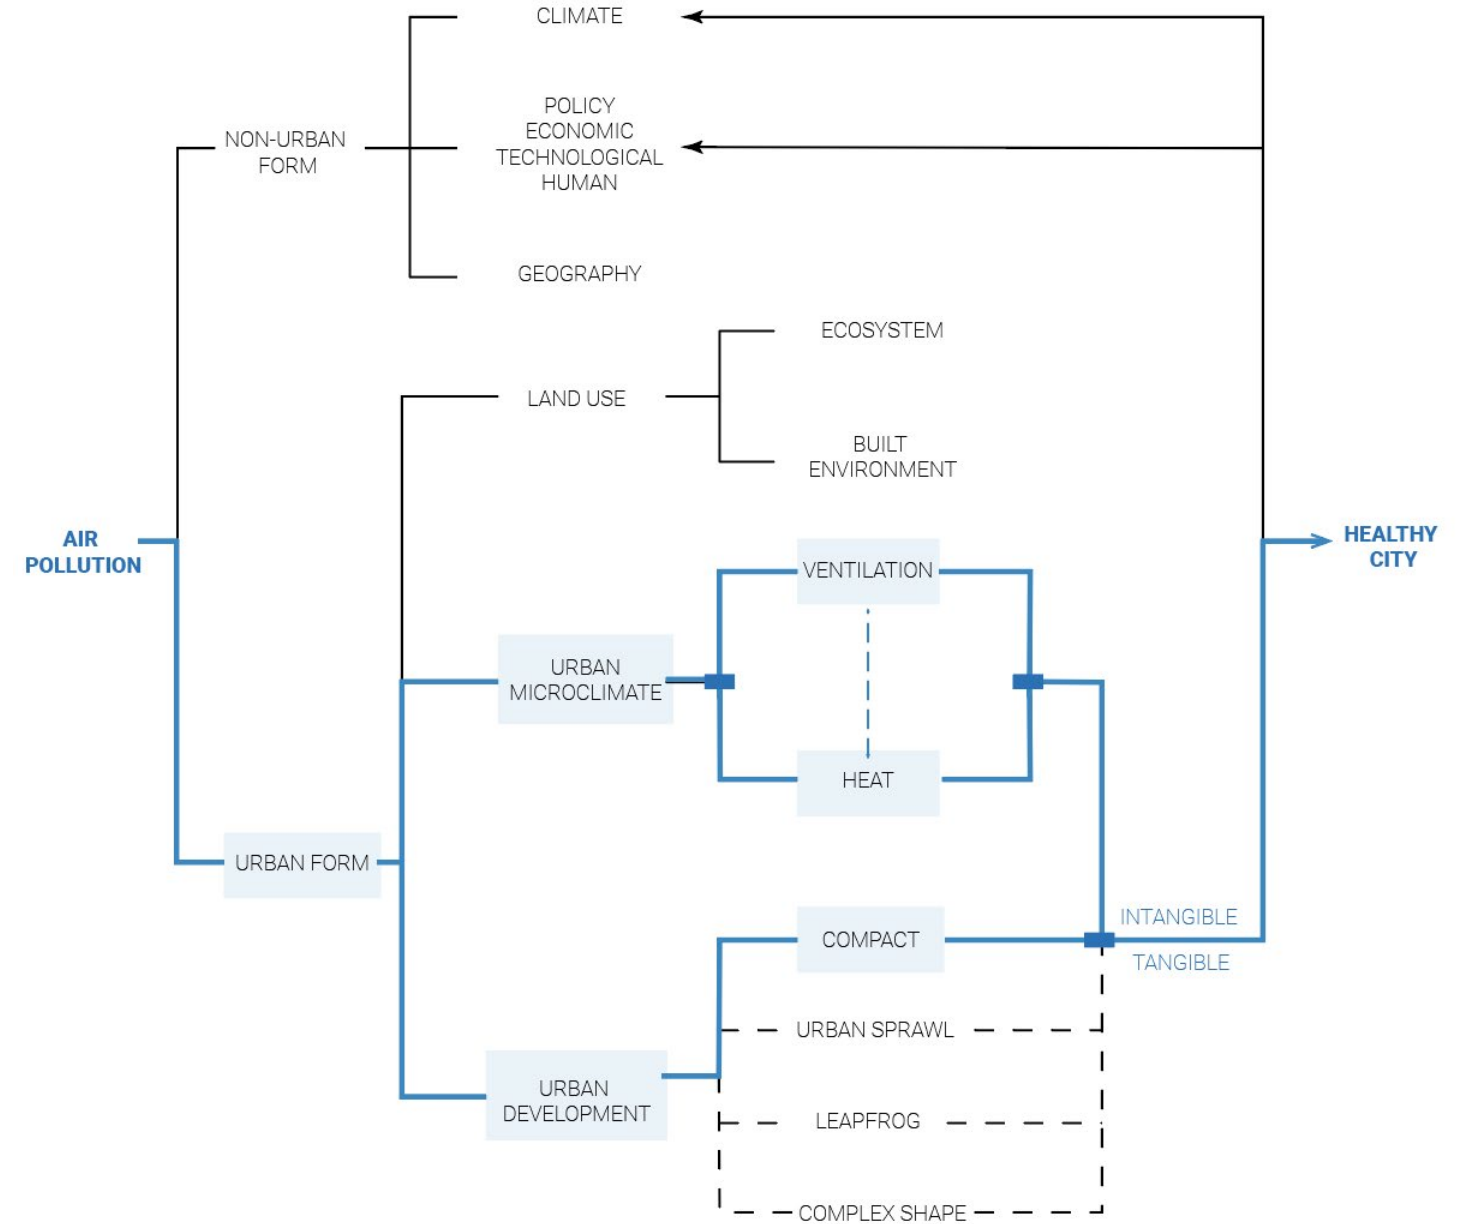 CLIMATE
POLICY
ECONOMIC
TECHNOLOGICAL
HUMAN
NON-URBAN
FORM
GEOGRAPHY
ECOSYSTEM
LAND USE
BUILT
ENVIRONMENT
AIR
POLLUTION
HEALTHY
CITY
VENTILATION
URBAN
MICROCLIMATE
HEAT
URBAN FORM
INTANGIBLE
COMPACT
TANGIBLE
URBAN SPRAWL
URBAN
DEVELOPMENT
LEAPFROG
COMPLEX SHAPE